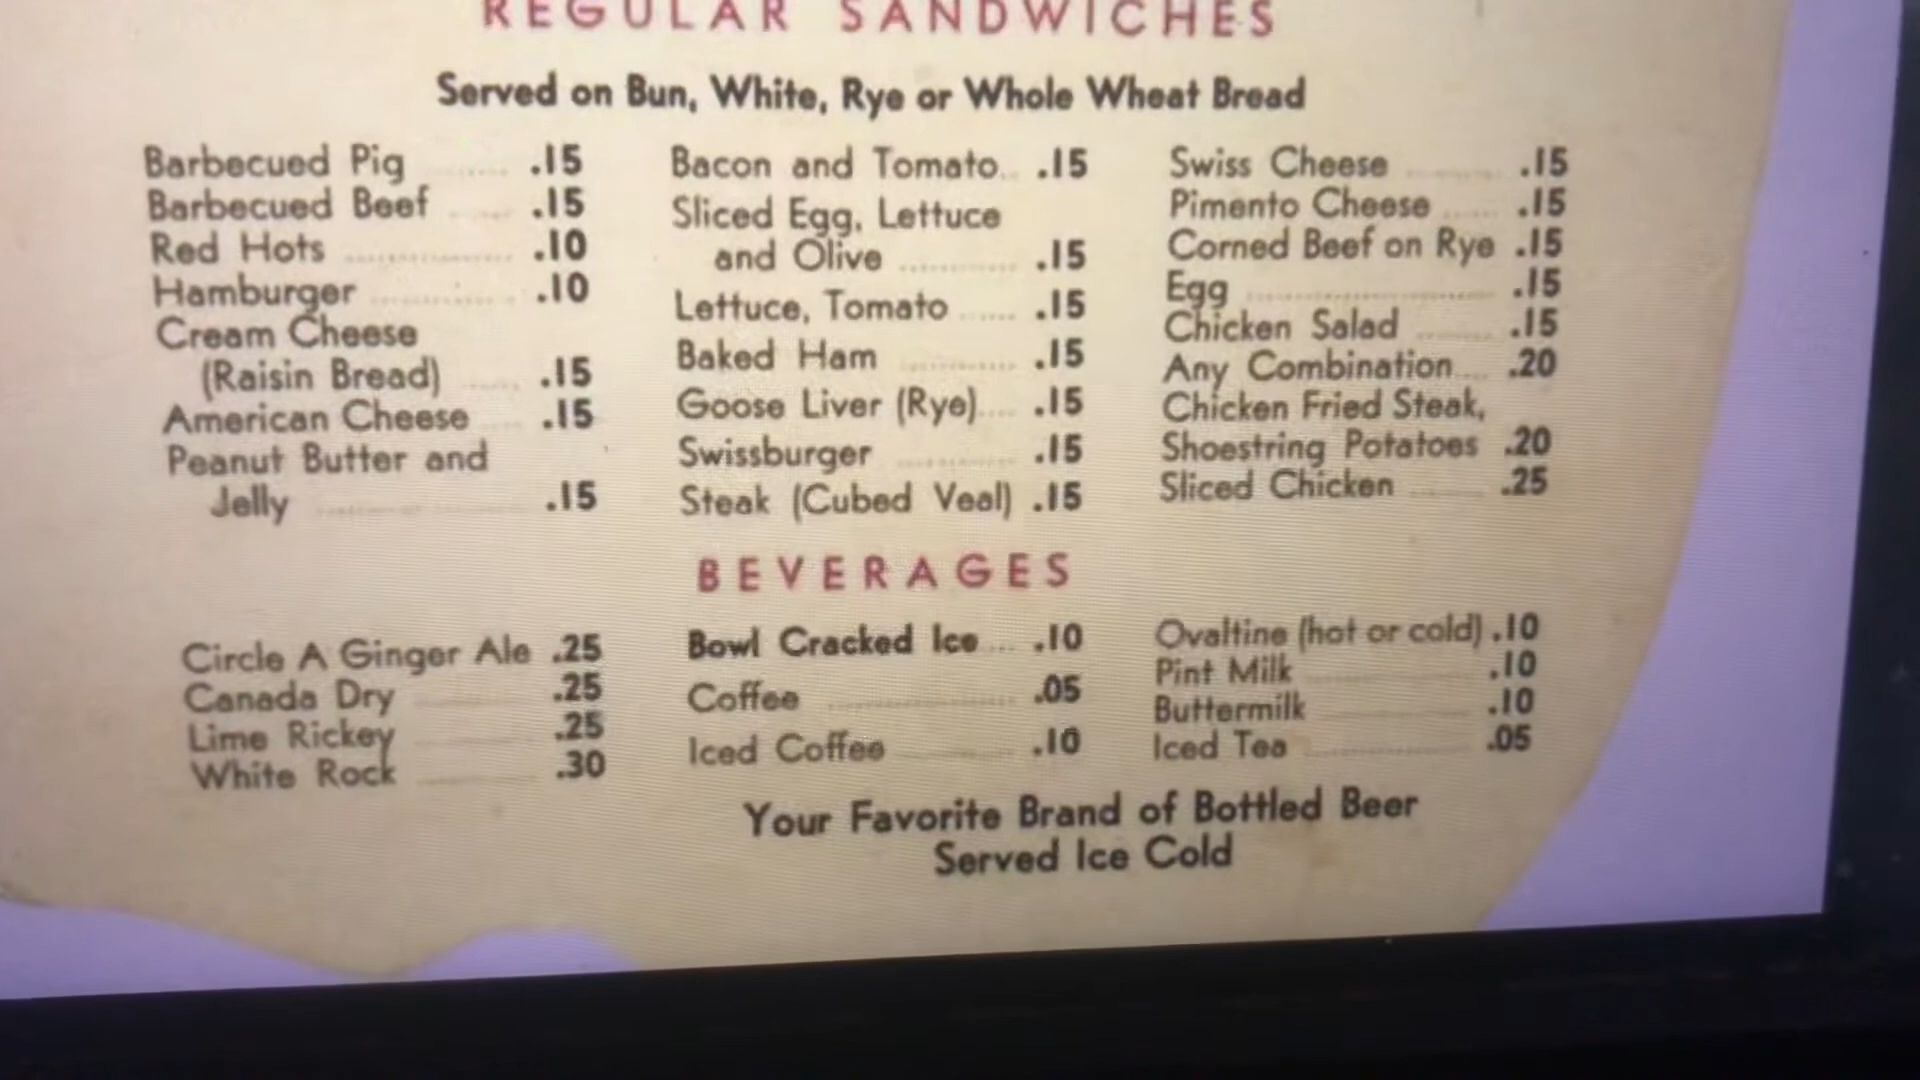 REGULAR SANDWICHES
Served on Bun, White, Rye or Whole Wheat Bread
Barbecued Pig .15
Barbecued Beef .15
Red Hots .10
Hamburger .10
Cream Cheese
(Raisin Bread) .15
American Cheese .15
Peanut Butter and
Jelly .15
Bacon and Tomato .15
Sliced Egg, Lettuce
and Olive .15
Lettuce, Tomato .15
Baked Ham .15
Goose Liver (Rye) .15
Swissburger .15
Steak (Cubed Veal) .15
Swiss Cheese .15
Pimento Cheese .15
Corned Beef on Rye .15
Egg .15
Chicken Salad .15
Any Combination .20
Chicken Fried Steak,
Shoestring Potatoes .20
Sliced Chicken .25
BEVERAGES
Circle A Ginger Ale .25
Canada Dry .25
Lime Rickey .25
White Rock .30
Bowl Cracked Ice .10
Coffee .05
Iced Coffee .10
Ovaltine (hot or cold) .10
Pint Milk .10
Buttermilk .10
Iced Tea .05
Your Favorite Brand of Bottled Beer
Served Ice Cold